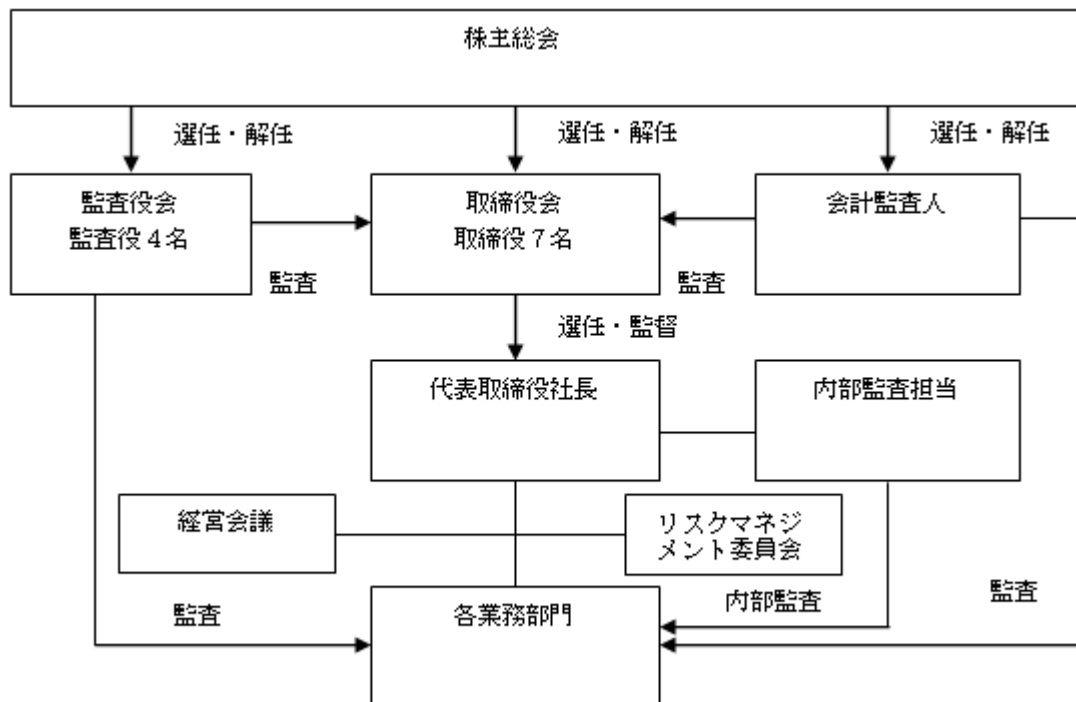 株主総会
選任・解任
選任・解任
選任・解任
監査役会
監査役４名
取締役会
取締役７名
会計監査人
監査
監査
選任・監督
代表取締役社長
内部監査担当
経営会議
リスクマネジ
メント委員会
監査
各業務部門
内部監査
監査